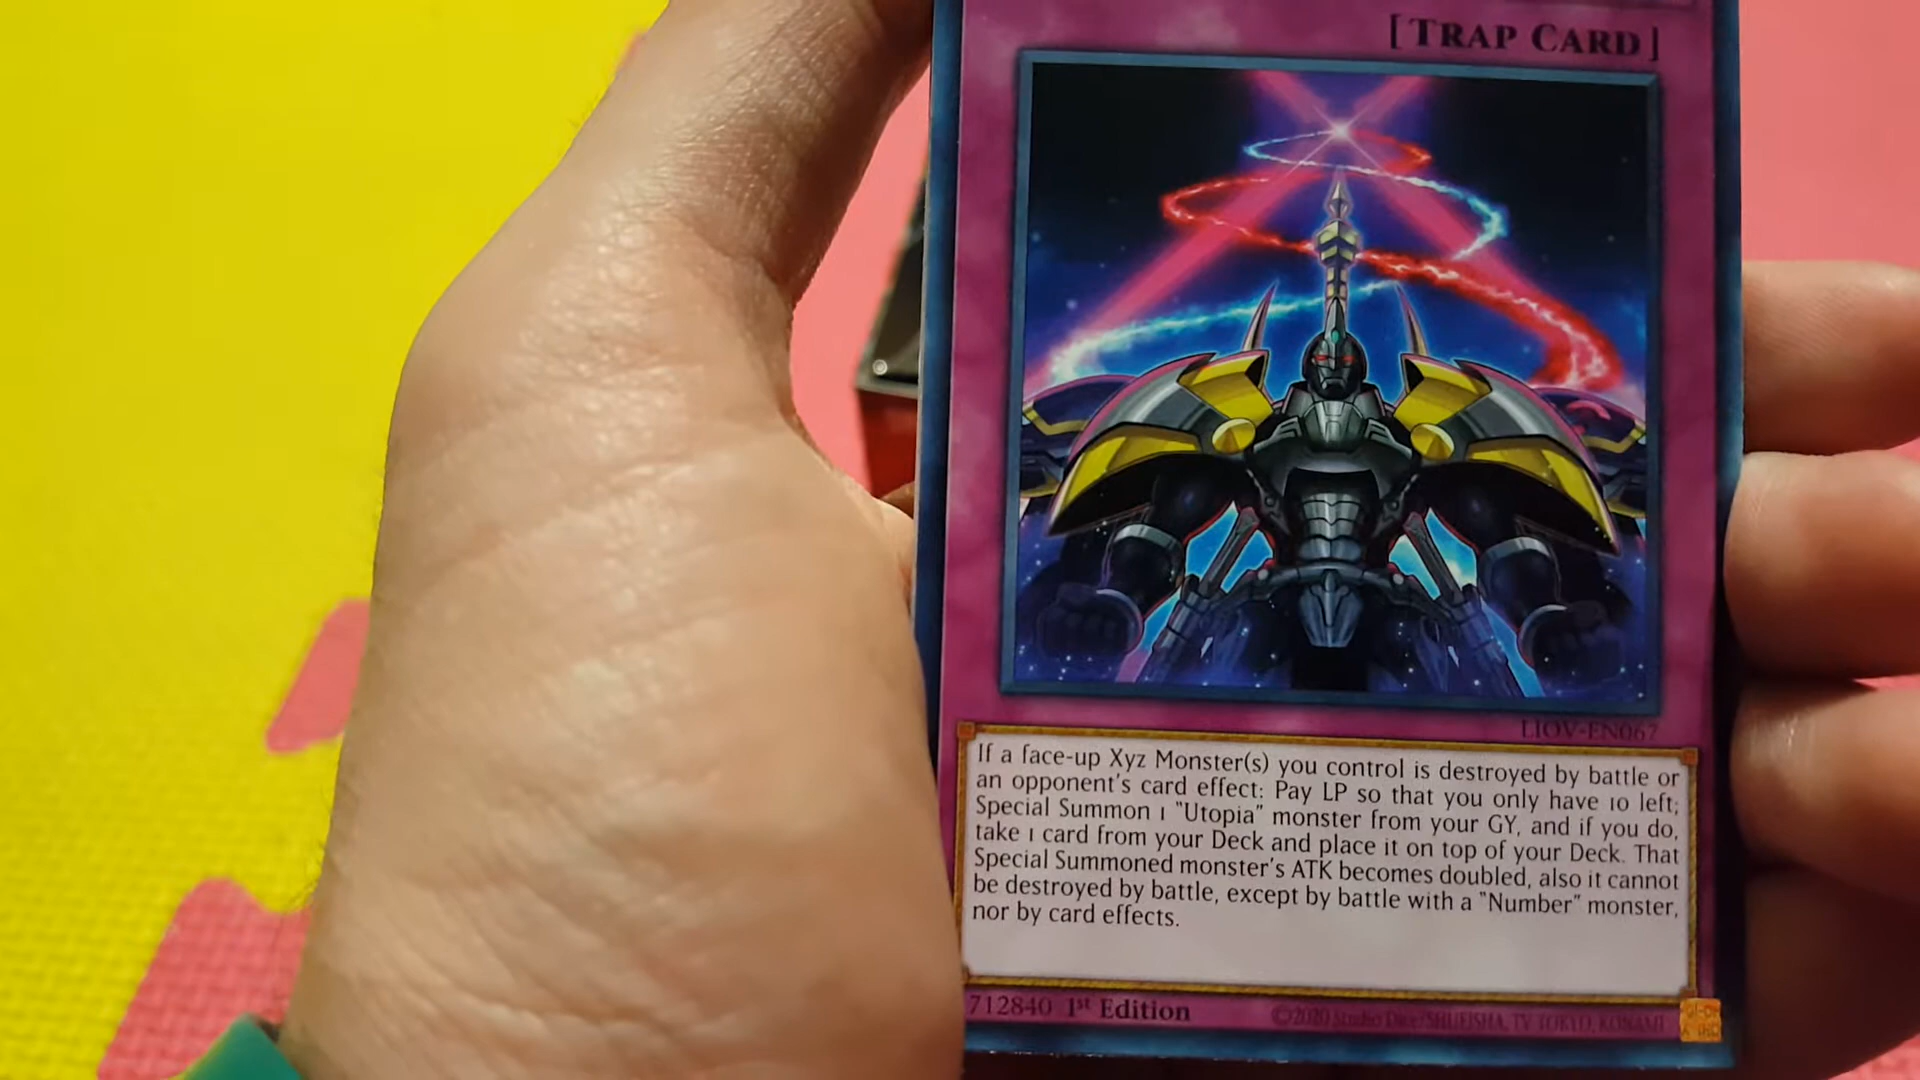 [TRAP CARD]
LIOV-EN067
If a face-up Xyz Monster(s) you control is destroyed by battle or
an opponent's card effect: Pay LP so that you only have 10 left;
Special Summon 1 "Utopia" monster from your GY, and if you do,
take 1 card from your Deck and place it on top of your Deck. That
Special Summoned monster's ATK becomes doubled, also it cannot
be destroyed by battle, except by battle with a "Number" monster,
nor by card effects.
712840 1st Edition
©2020 Studio Dice/SHUEISHA, TV TOKYO, KONAMI